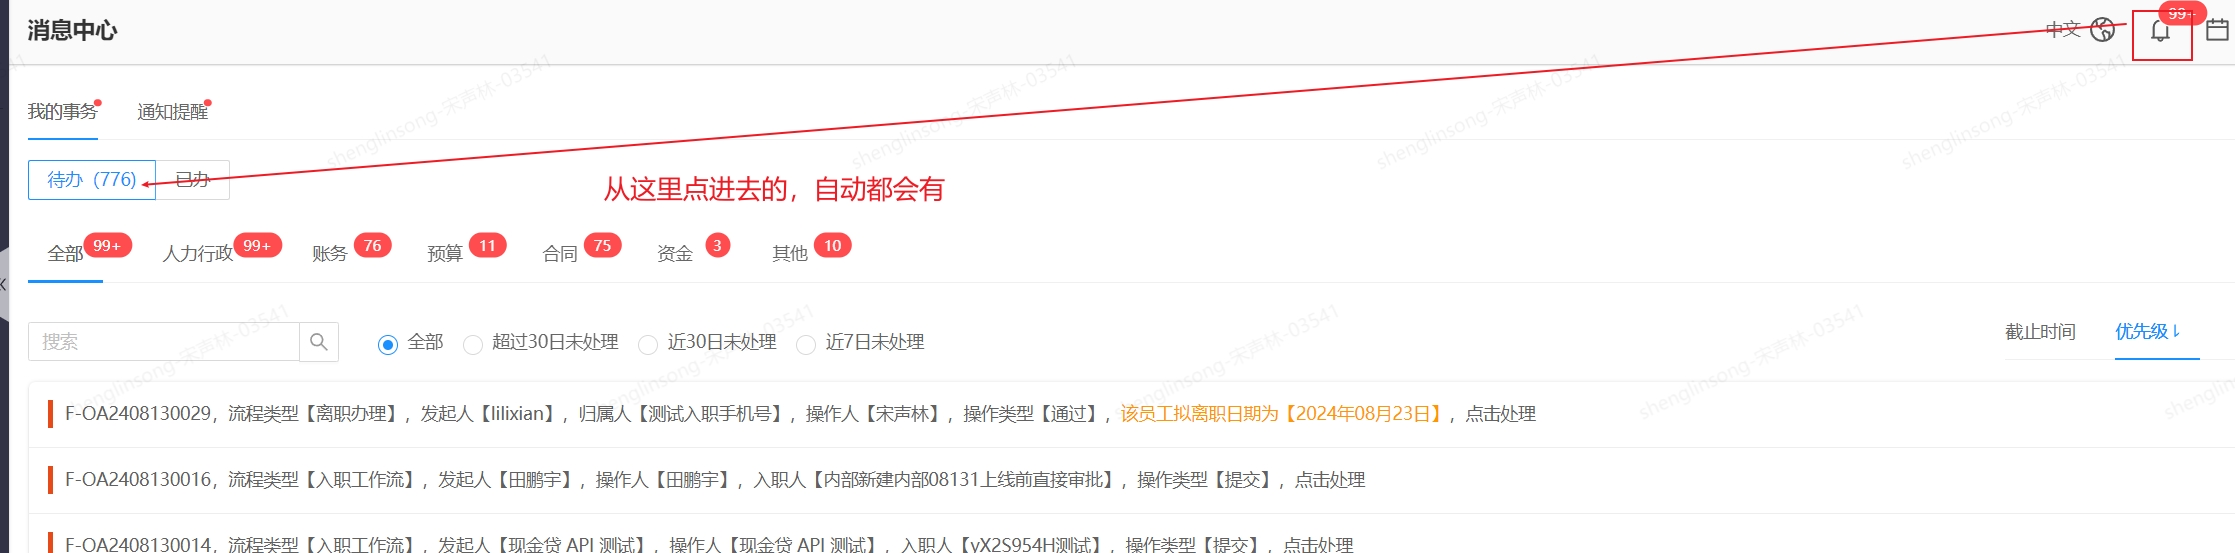 消息中心
中文
99+
我的事务
通知提醒
待办（776)
已办
从这里点进去的，自动都会有
全部 99+
人力行政 99+
账务 76
预算 11
合同 75
资金 3
其他 10
搜索
全部
超过30日未处理
近30日未处理
近7日未处理
截止时间
优先级
F-OA2408130029，流程类型【离职办理】，发起人【lilixian】，归属人【测试入职手机号】，操作人【宋声林】，操作类型【通过】，该员工拟离职日期为【2024年08月23日】，点击处理
F-OA2408130016，流程类型【入职工作流】，发起人【田鹏宇】，操作人【田鹏宇】，入职人【内部新建内部08131上线前直接审批】，操作类型【提交】，点击处理
F-OA2408130014，流程类型【入职工作流】，发起人【现金贷 API 测试】，操作人【现金贷 API 测试】，入职人【yX2S954H测试】，操作类型【提交】，点击处理
shenglinsong-宋声林-03541